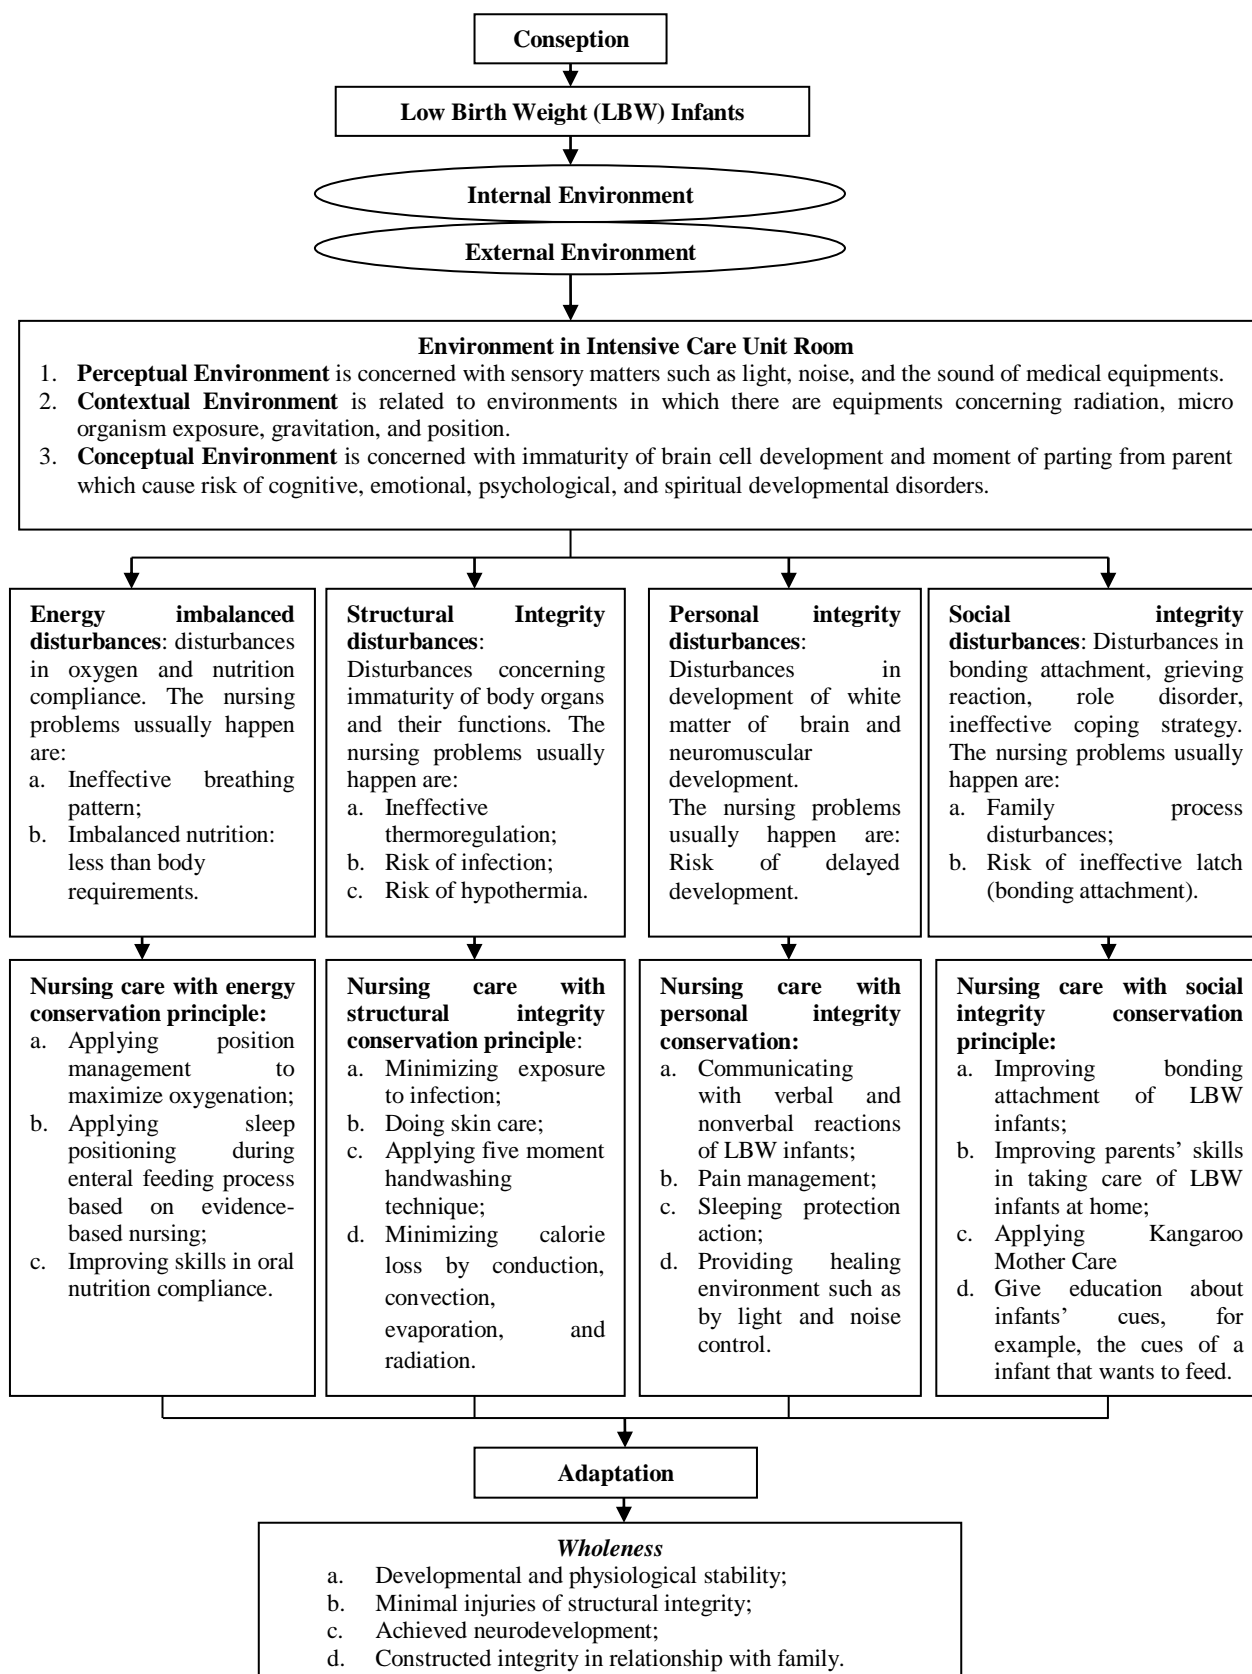 Conseption
Low Birth Weight (LBW) Infants
Internal Environment
External Environment
Environment in Intensive Care Unit Room
1. Perceptual Environment is concerned with sensory matters such as light, noise, and the sound of medical equipments.
2. Contextual Environment is related to environments in which there are equipments concerning radiation, micro
organism exposure, gravitation, and position.
3. Conceptual Environment is concerned with immaturity of brain cell development and moment of parting from parent
which cause risk of cognitive, emotional, psychological, and spiritual developmental disorders.
Energy imbalanced
disturbances: disturbances
in oxygen and nutrition
compliance. The nursing
problems ussually happen
are:
a. Ineffective breathing
pattern;
b. Imbalanced nutrition:
less than body
requirements.
Structural Integrity
disturbances:
Disturbances concerning
immaturity of body organs
and their functions. The
nursing problems usually
happen are:
a. Ineffective
thermoregulation;
b. Risk of infection;
c. Risk of hypothermia.
Personal integrity
disturbances:
Disturbances in
development of white
matter of brain and
neuromuscular
development.
The nursing problems
usually happen are:
Risk of delayed
development.
Social integrity
disturbances: Disturbances in
bonding attachment, grieving
reaction, role disorder,
ineffective coping strategy.
The nursing problems usually
happen are:
a. Family process
disturbances;
b. Risk of ineffective latch
(bonding attachment).
Nursing care with energy
conservation principle:
a. Applying position
management to
maximize oxygenation;
b. Applying sleep
positioning during
enteral feeding process
based on evidence-
based nursing;
c. Improving skills in oral
nutrition compliance.
Nursing care with
structural integrity
conservation principle:
a. Minimizing exposure
to infection;
b. Doing skin care;
c. Applying five moment
handwashing
technique;
d. Minimizing calorie
loss by conduction,
convection,
evaporation, and
radiation.
Nursing care with
personal integrity
conservation:
a. Communicating
with verbal and
nonverbal reactions
of LBW infants;
b. Pain management;
c. Sleeping protection
action;
d. Providing healing
environment such as
by light and noise
control.
Nursing care with social
integrity conservation
principle:
a. Improving bonding
attachment of LBW
infants;
b. Improving parents’ skills
in taking care of LBW
infants at home;
c. Applying Kangaroo
Mother Care
d. Give education about
infants’ cues, for
example, the cues of a
infant that wants to feed.
Adaptation
Wholeness
a. Developmental and physiological stability;
b. Minimal injuries of structural integrity;
c. Achieved neurodevelopment;
d. Constructed integrity in relationship with family.